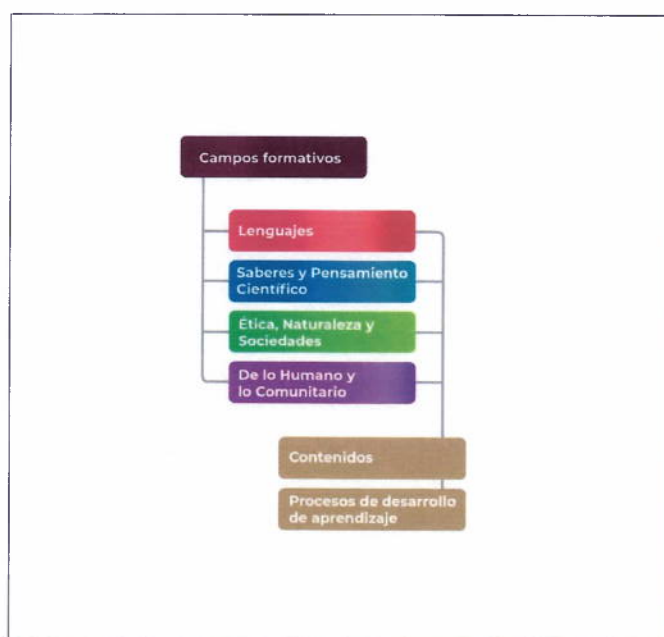 Campos formativos
Lenguajes
Saberes y Pensamiento
Científico
Ética, Naturaleza y
Sociedades
De lo Humano y
lo Comunitario
Contenidos
Procesos de desarrollo
de aprendizaje